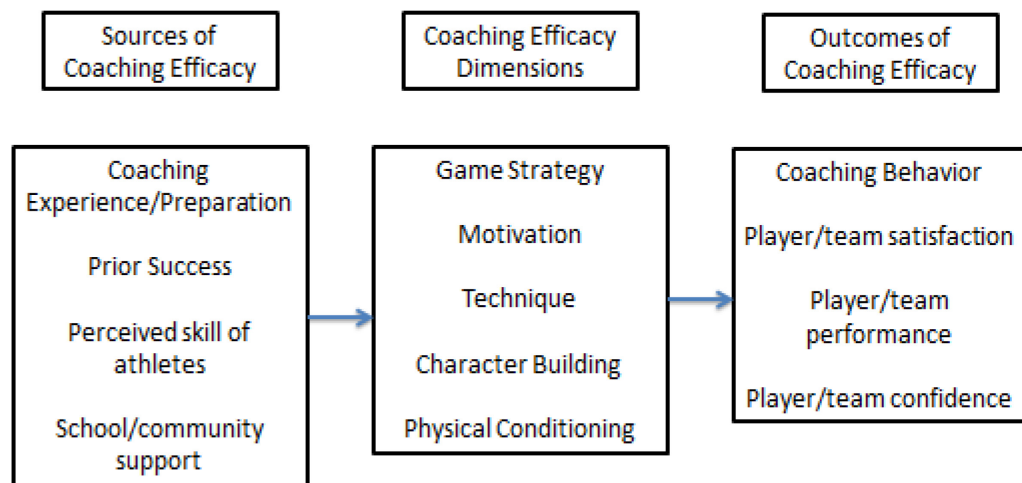 Sources of
Coaching Efficacy
Coaching Efficacy
Dimensions
Outcomes of
Coaching Efficacy
Coaching
Experience/Preparation
Prior Success
Perceived skill of
athletes
School/community
support
Game Strategy
Motivation
Technique
Character Building
Physical Conditioning
Coaching Behavior
Player/team satisfaction
Player/team
performance
Player/team confidence